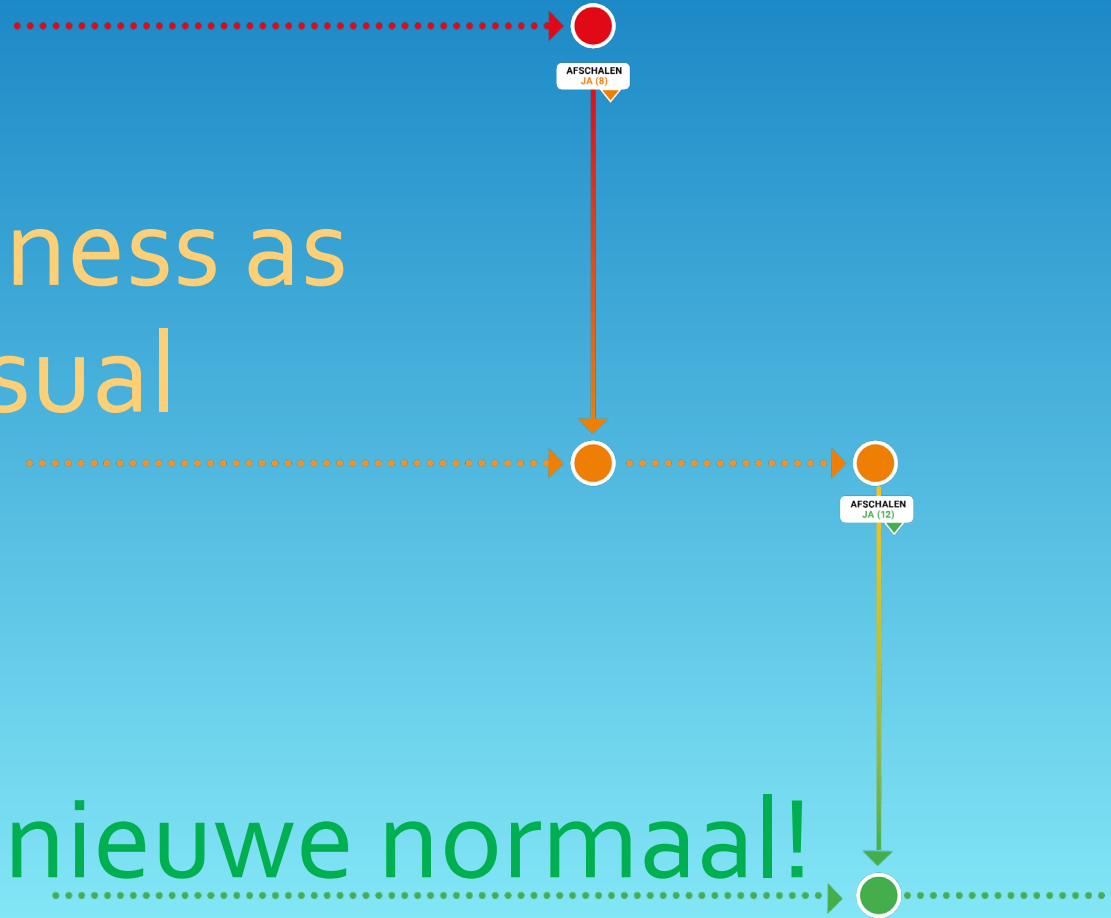 AFSCHALEN
JA (8)
ness as
sual
AFSCHALEN
JA (12)
nieuwe normaal!